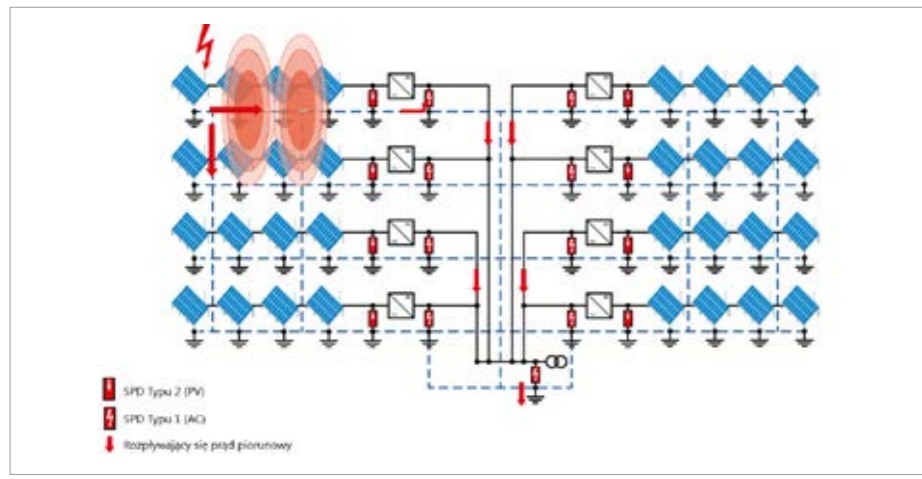 SPD Typu 2 (PV)
SPD Typu 1 (AC)
Rozpływający się prąd piorunowy